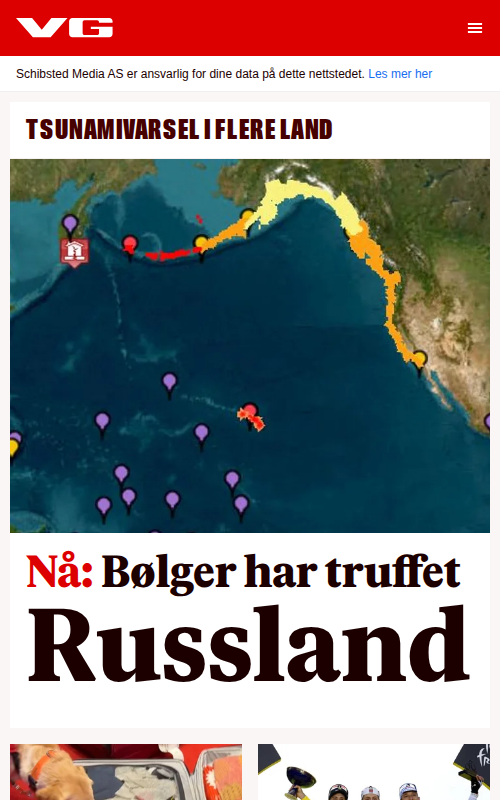 VG
Schibsted Media AS er ansvarlig for dine data på dette nettstedet. Les mer her
TSUNAMIVARSEL I FLERE LAND
Nå: Bølger har truffet
Russland